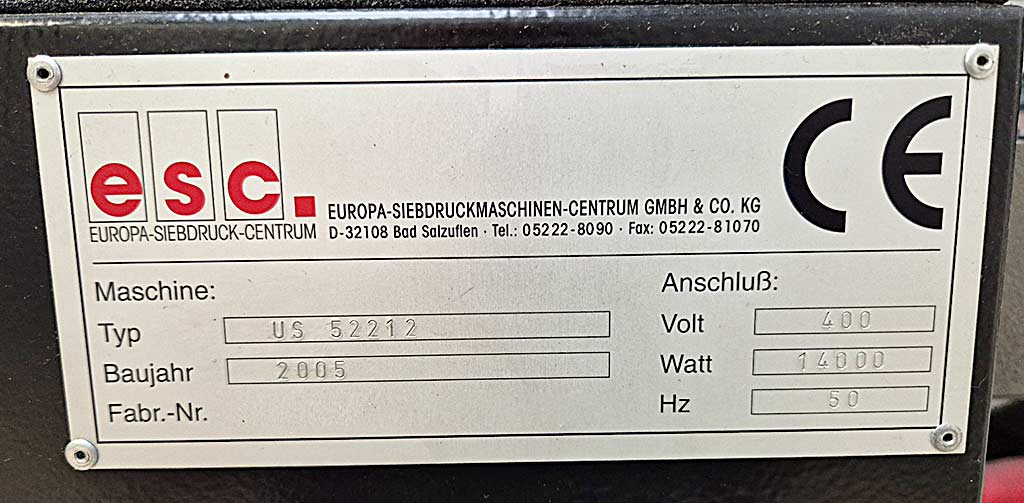 esc.
EUROPA-SIEBDRUCK-CENTRUM
EUROPA-SIEBDRUCKMASCHINEN-CENTRUM GMBH & CO. KG
D-32108 Bad Salzuflen · Tel.: 05222-8090 · Fax: 05222-81070
CE
Maschine:
Typ US 52212
Baujahr 2005
Fabr.-Nr.
Anschluß:
Volt 400
Watt 14000
Hz 50